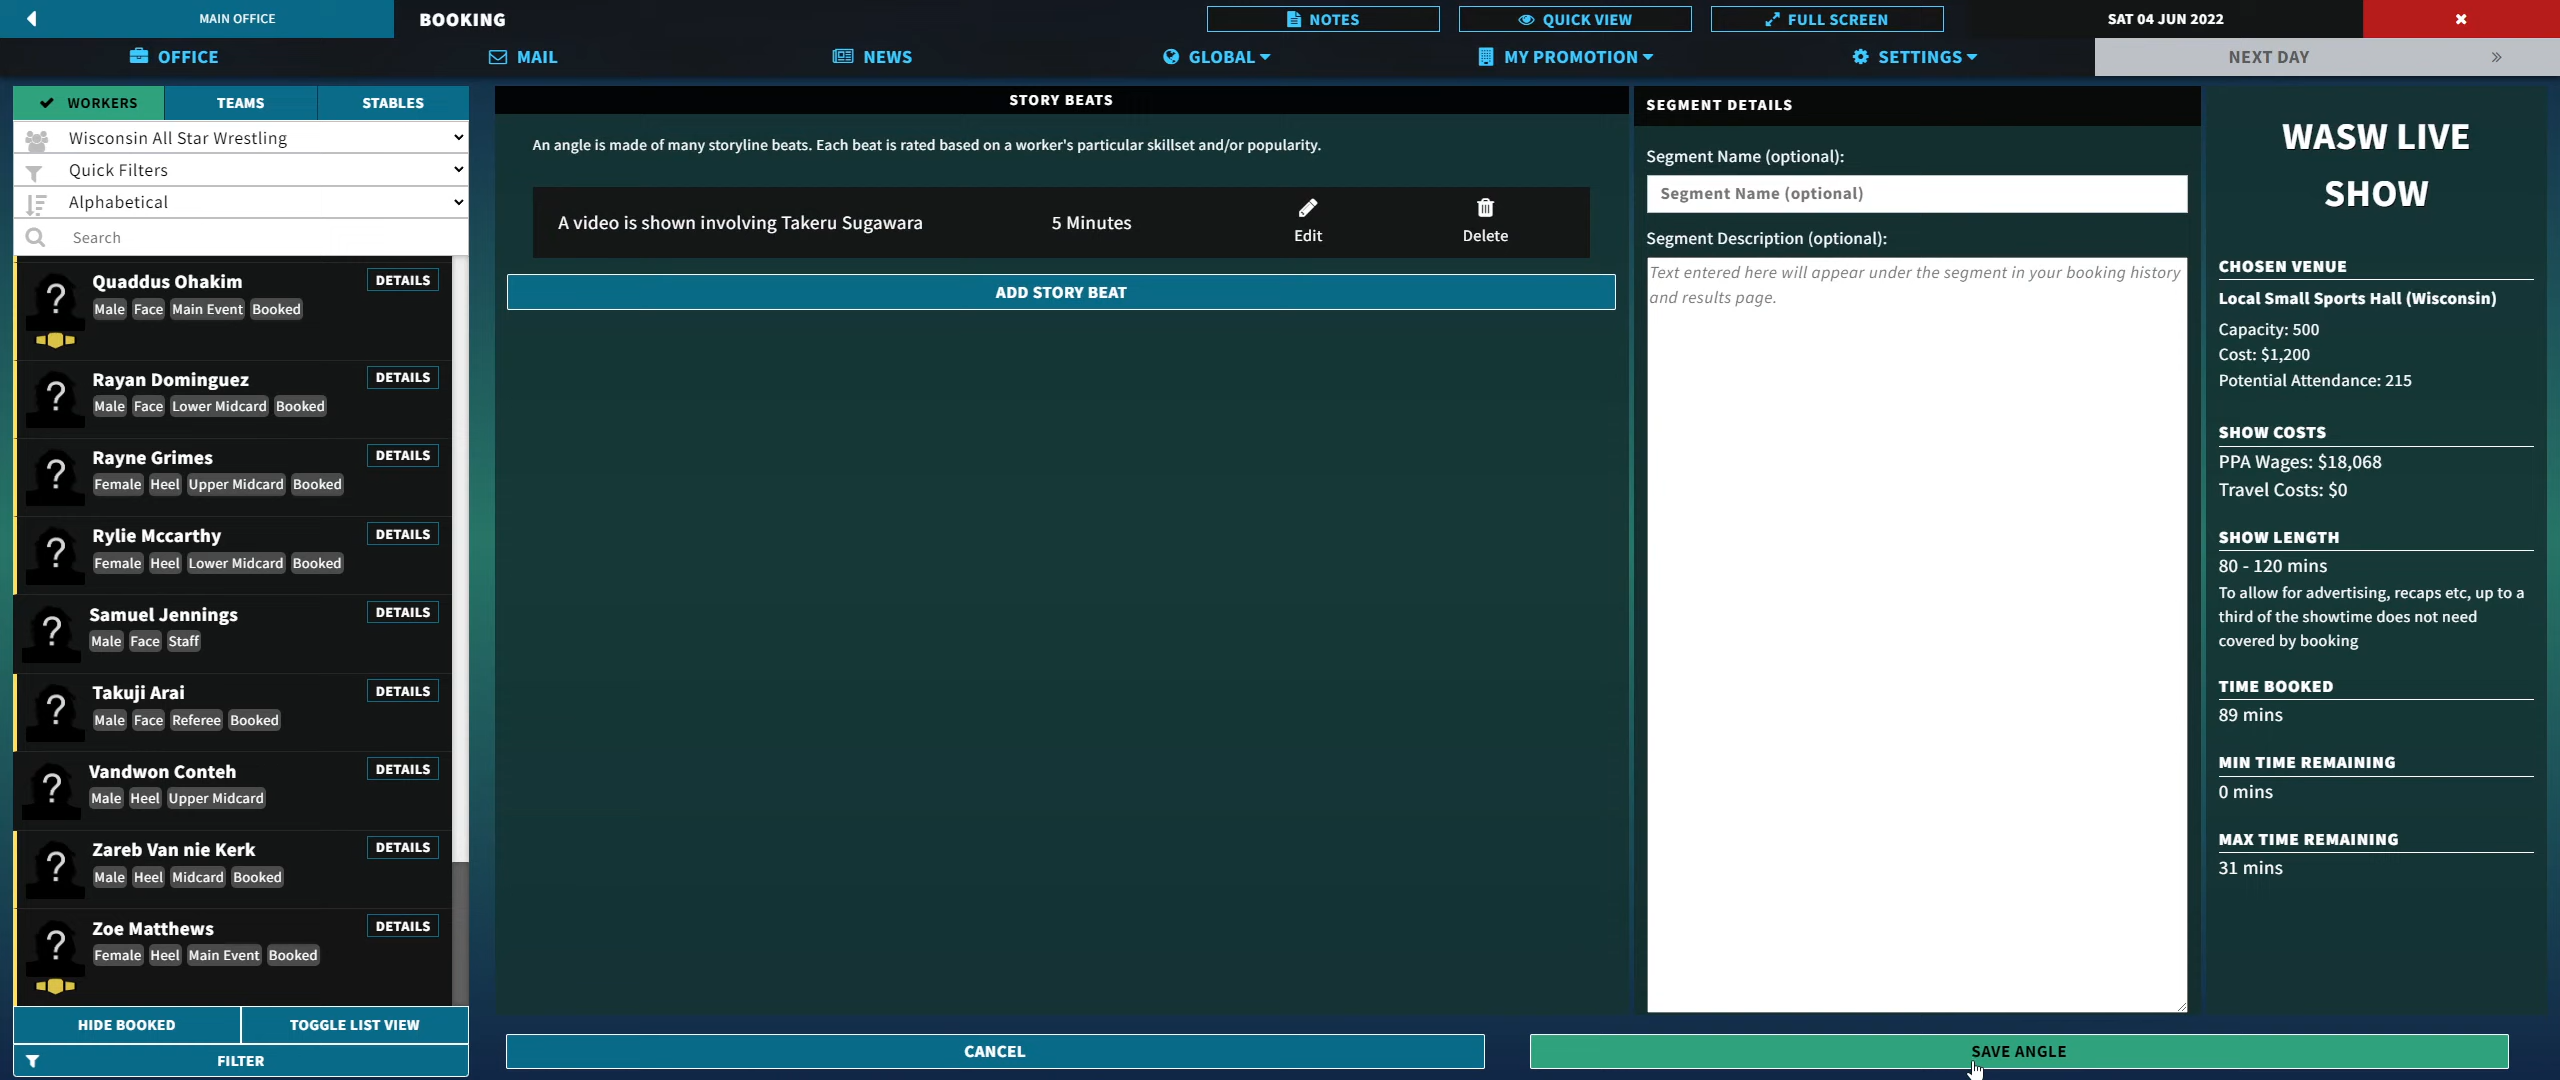 MAIN OFFICE
BOOKING
NOTES
QUICK VIEW
FULL SCREEN
SAT 04 JUN 2022
OFFICE
MAIL
NEWS
GLOBAL
MY PROMOTION
SETTINGS
NEXT DAY
WORKERS
TEAMS
STABLES
Wisconsin All Star Wrestling
Quick Filters
Alphabetical
Search
Quaddus Ohakim
DETAILS
Male Face Main Event Booked
Rayan Dominguez
DETAILS
Male Face Lower Midcard Booked
Rayne Grimes
DETAILS
Female Heel Upper Midcard Booked
Rylie Mccarthy
DETAILS
Female Heel Lower Midcard Booked
Samuel Jennings
DETAILS
Male Face Staff
Takuji Arai
DETAILS
Male Face Referee Booked
Vandwon Conteh
DETAILS
Male Heel Upper Midcard
Zareb Van nie Kerk
DETAILS
Male Heel Midcard Booked
Zoe Matthews
DETAILS
Female Heel Main Event Booked
HIDE BOOKED
TOGGLE LIST VIEW
FILTER
STORY BEATS
An angle is made of many storyline beats. Each beat is rated based on a worker's particular skillset and/or popularity.
A video is shown involving Takeru Sugawara
5 Minutes
Edit
Delete
ADD STORY BEAT
CANCEL
SEGMENT DETAILS
Segment Name (optional):
Segment Name (optional)
Segment Description (optional):
Text entered here will appear under the segment in your booking history
and results page.
SAVE ANGLE
WASW LIVE
SHOW
CHOSEN VENUE
Local Small Sports Hall (Wisconsin)
Capacity: 500
Cost: $1,200
Potential Attendance: 215
SHOW COSTS
PPA Wages: $18,068
Travel Costs: $0
SHOW LENGTH
80 - 120 mins
To allow for advertising, recaps etc, up to a
third of the showtime does not need
covered by booking
TIME BOOKED
89 mins
MIN TIME REMAINING
0 mins
MAX TIME REMAINING
31 mins